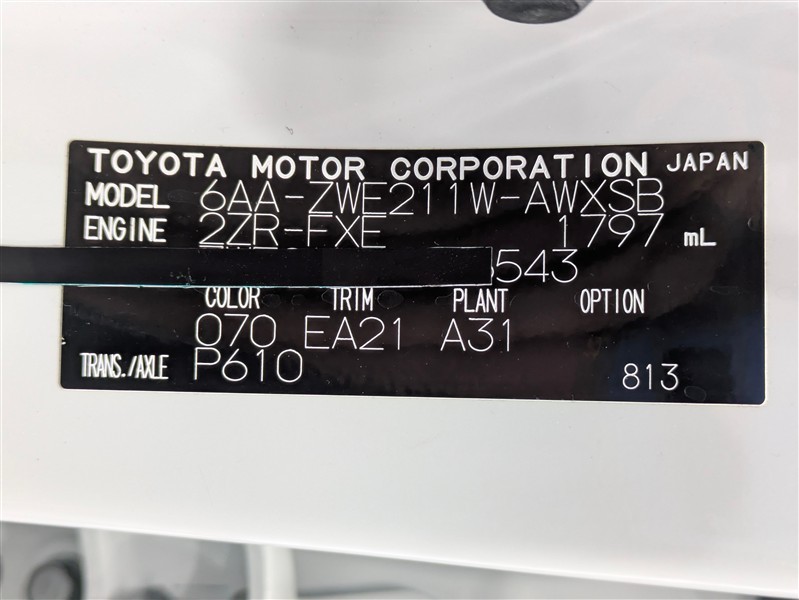 TOYOTA MOTOR CORPORATION JAPAN
MODEL 6AA-ZWE211W-AWXSB
ENGINE 2ZR-FXE 1797 mL
543
COLOR TRIM PLANT OPTION
070 EA21 A31
TRANS./AXLE P610 813